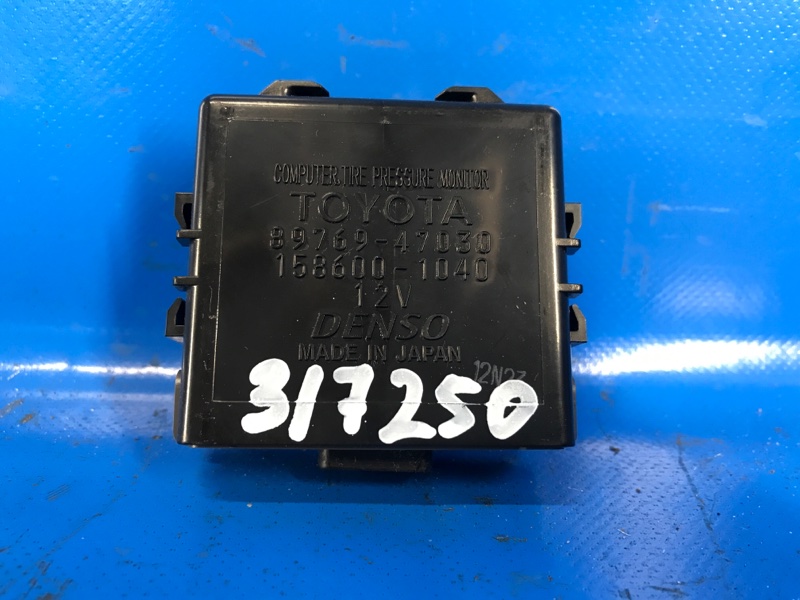 COMPUTER,TIRE PRESSURE MONITOR
TOYOTA
89769-47030
158600-1040
12V
DENSO
MADE IN JAPAN
317250